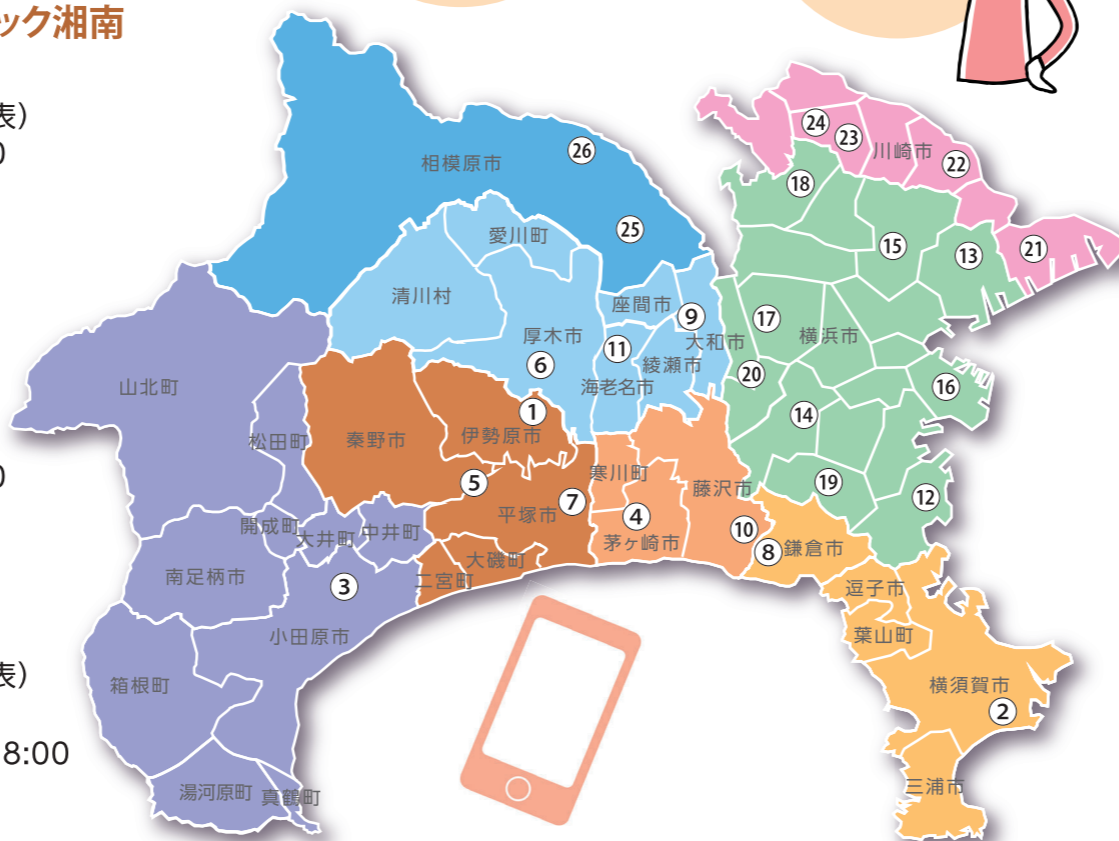 ック湘南
表）
0
0
表）
8:00
24
23
川崎市
22
26
相模原市
18
25
愛川町
15
13
21
清川村
座間市
9
17
横浜市
厚木市
大和市
11
綾瀬市
6
20
海老名市
16
山北町
1
14
松田町
秦野市
伊勢原市
寒川町
5
藤沢市
19
12
7
開成町
大井町
中井町
平塚市
4
10
茅ヶ崎市
8
鎌倉市
南足柄市
大磯町
二宮町
3
逗子市
小田原市
葉山町
箱根町
横須賀市
2
湯河原町
真鶴町
三浦市